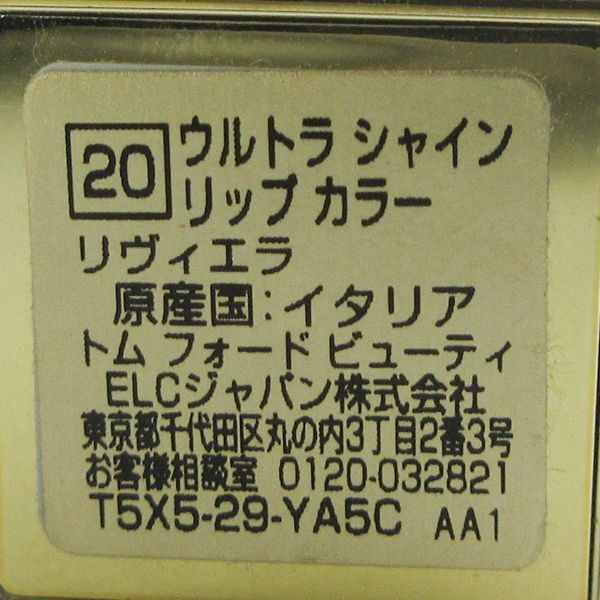 20 ウルトラ シャイン
リップ カラー
リヴィエラ
原産国:イタリア
トム フォード ビューティ
ELCジャパン株式会社
東京都千代田区丸の内3丁目2番3号
お客様相談室 0120-032821
T5X5-29-YA5C AA1